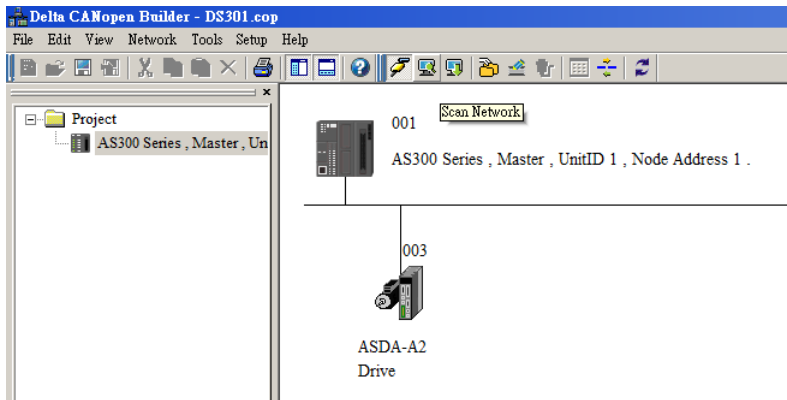 Delta CANopen Builder - DS301.cop
File Edit View Network Tools Setup Help
Project
AS300 Series , Master , Un
Scan Network
001
AS300 Series , Master , UnitID 1 , Node Address 1 .
003
ASDA-A2
Drive